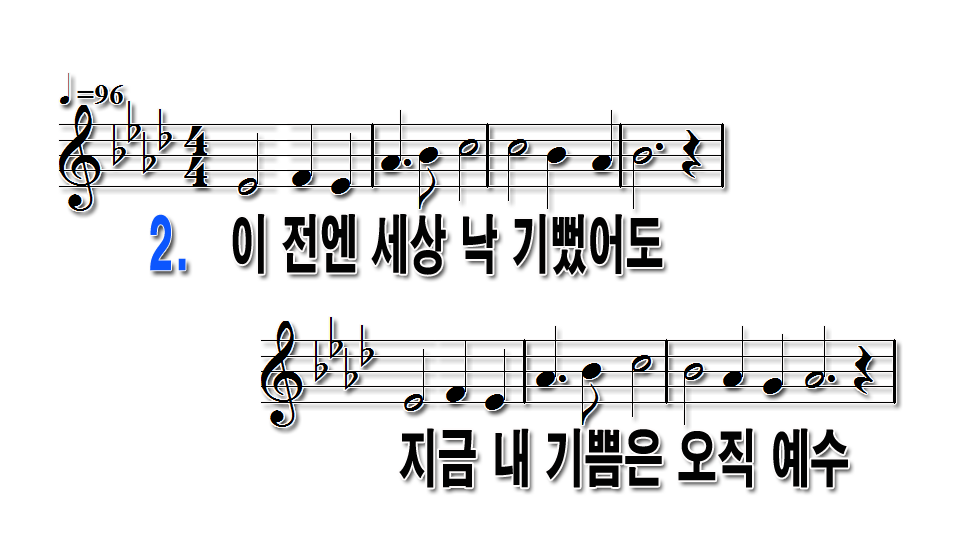 ♩=96
4/4
2. 이 전엔 세상 낙 기뻤어도
지금 내 기쁨은 오직 예수